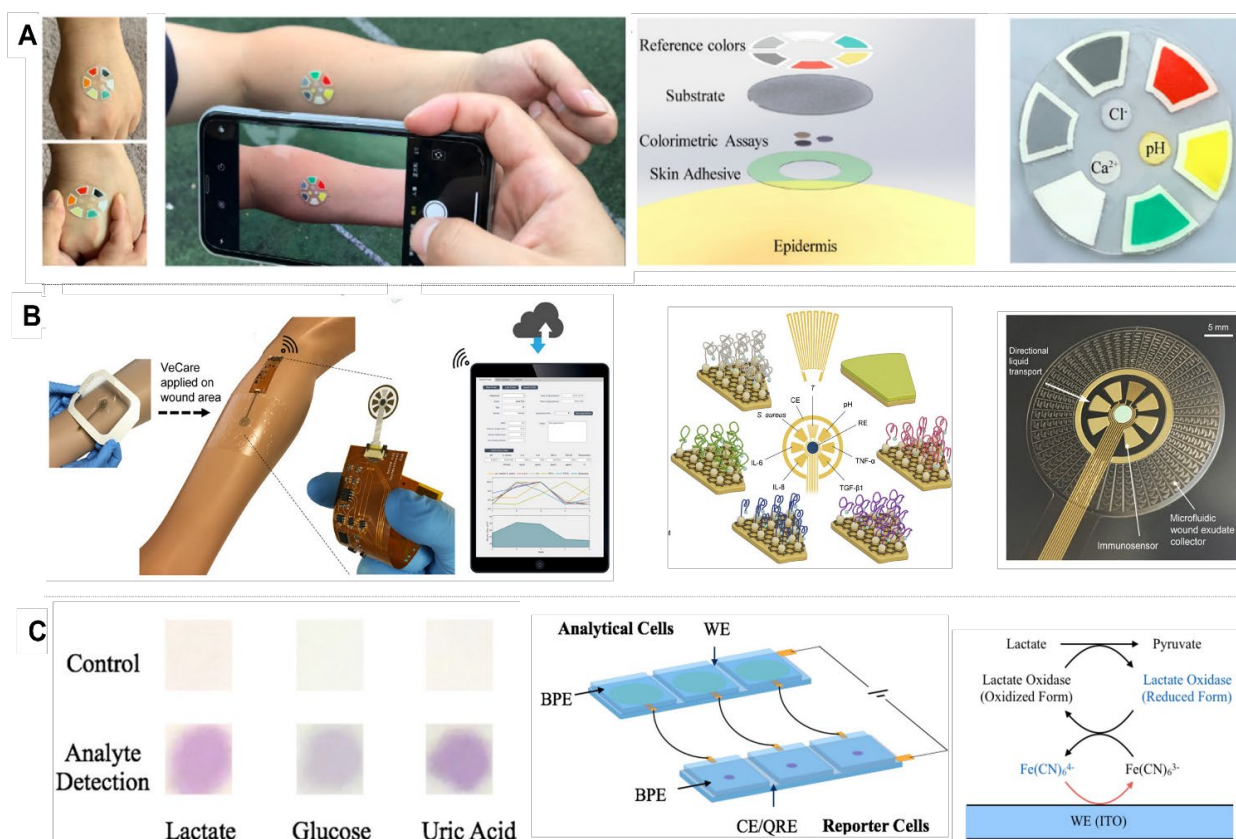 A
Reference colors
Substrate
Colorimetric Assays
Skin Adhesive
Epidermis
Cl-
pH
Ca2+
B
VeCare
applied on
wound area
T
CE
pH
S. aureus
RE
IL-6
TNF-α
IL-8
TGF-β1
5 mm
Directional
liquid
transport
Microfluidic
wound exudate
collector
Immunosensor
C
Control
Analyte
Detection
Lactate
Glucose
Uric Acid
Analytical Cells
WE
BPE
BPE
CE/QRE
Reporter Cells
Lactate
Pyruvate
Lactate Oxidase
(Oxidized Form)
Lactate Oxidase
(Reduced Form)
Fe(CN)₆⁴⁻
Fe(CN)₆³⁻
WE (ITO)